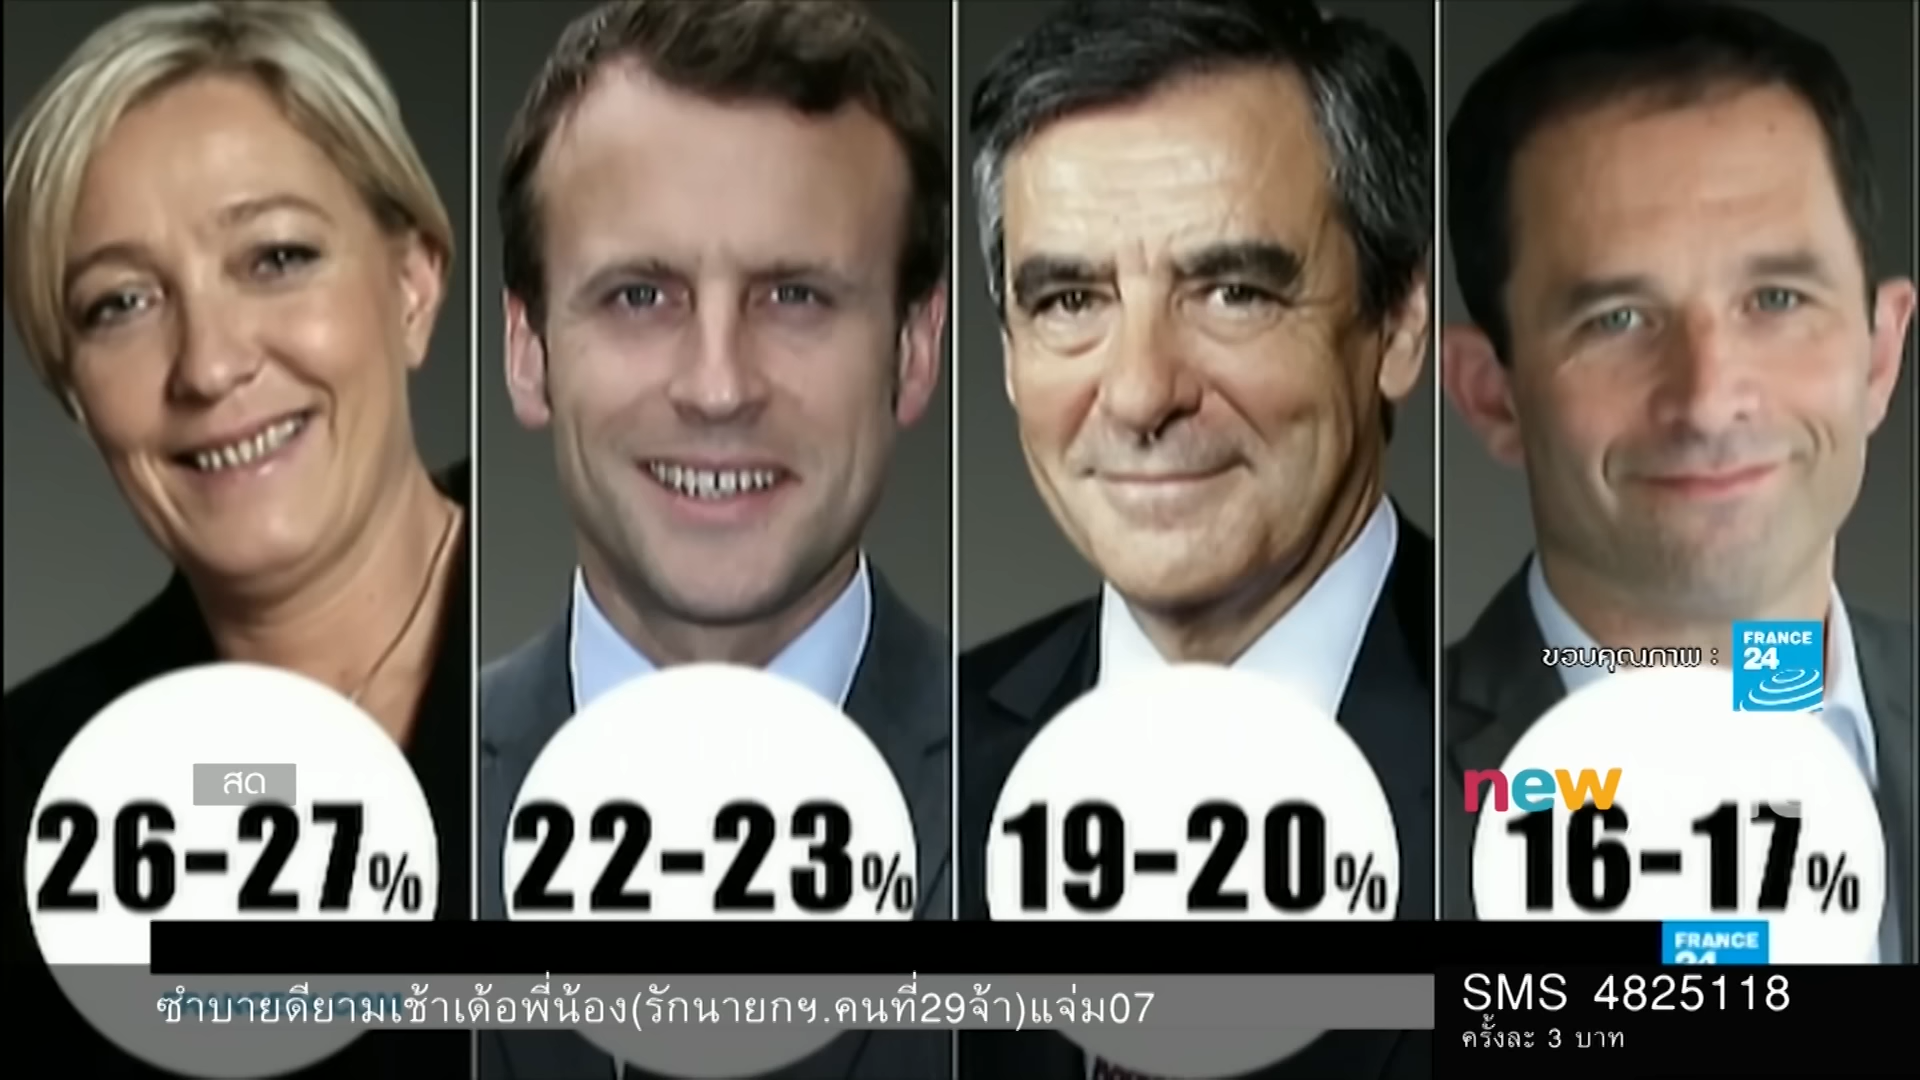 ขอบคุณภาพ :
FRANCE
24
สด
new
26-27%
22-23%
19-20%
16-17%
FRANCE
24
ซำบายดียามเช้าเด้อพี่น้อง(รักนายกฯ.คนที่29จ้า)แจ่ม07
SMS 4825118
ครั้งละ 3 บาท